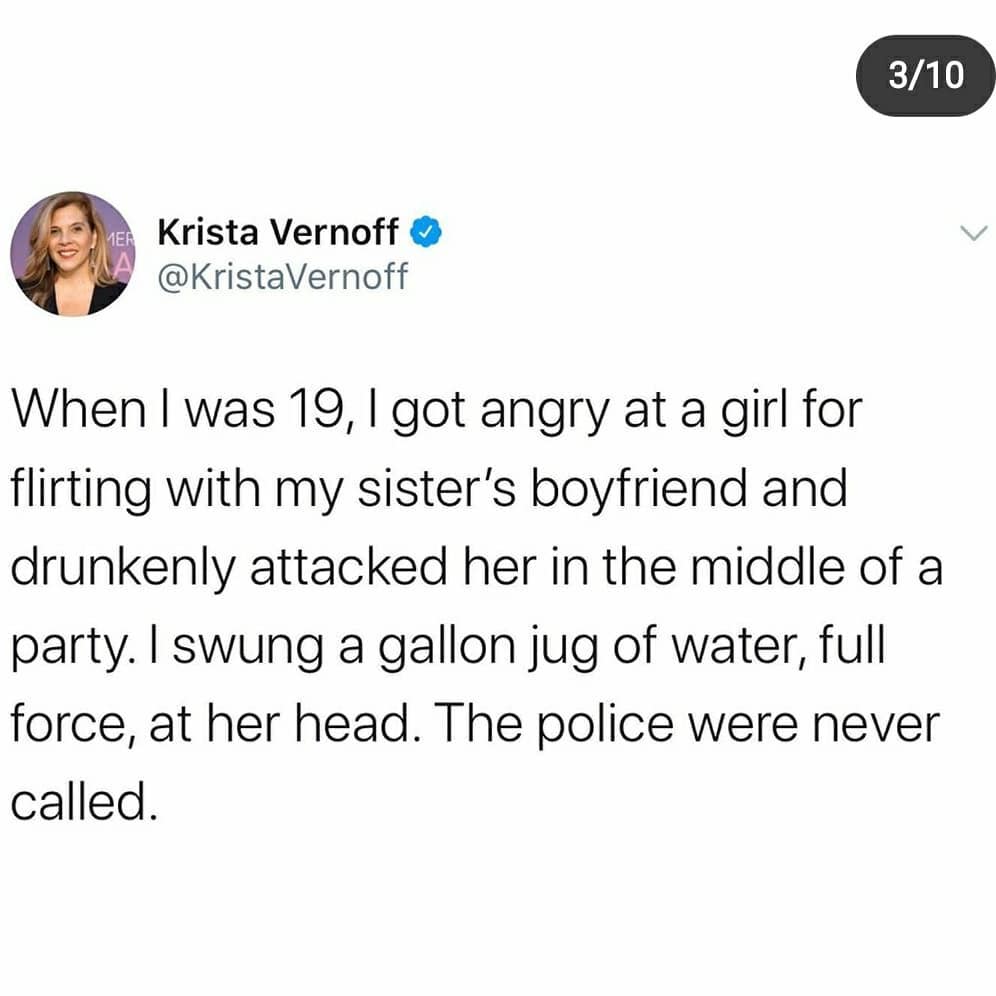 3/10
Krista Vernoff
@KristaVernoff
MER
A
When I was 19, I got angry at a girl for
flirting with my sister's boyfriend and
drunkenly attacked her in the middle of a
party. I swung a gallon jug of water, full
force, at her head. The police were never
called.